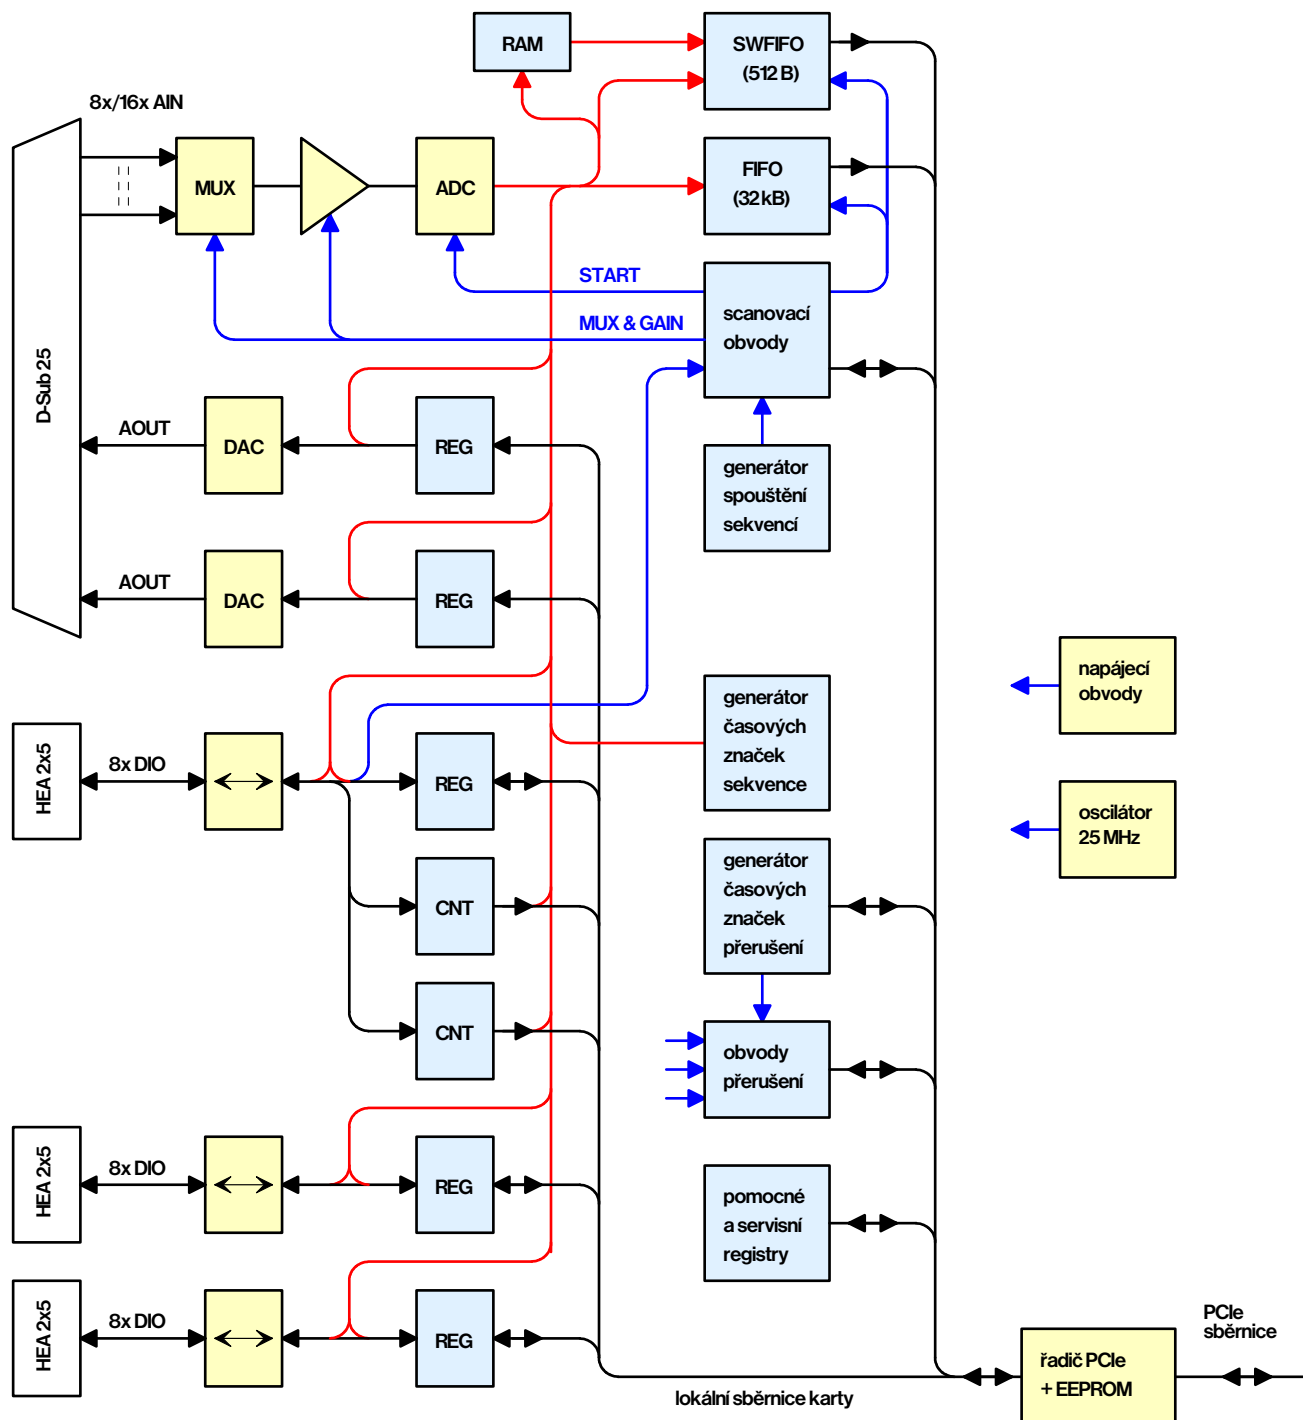 RAM
SWFIFO
(512 B)
8x/16x AIN
MUX
ADC
FIFO
(32 kB)
START
MUX & GAIN
scanovací
obvody
D-Sub 25
AOUT
DAC
REG
generátor
spouštění
sekvencí
AOUT
DAC
REG
napájecí
obvody
generátor
časových
značek
sekvence
HEA 2x5
8x DIO
REG
oscilátor
25 MHz
generátor
časových
značek
přerušení
CNT
CNT
obvody
přerušení
HEA 2x5
8x DIO
REG
pomocné
a servisní
registry
HEA 2x5
8x DIO
REG
PCIe
sběrnice
řadič PCIe
+ EEPROM
lokální sběrnice karty